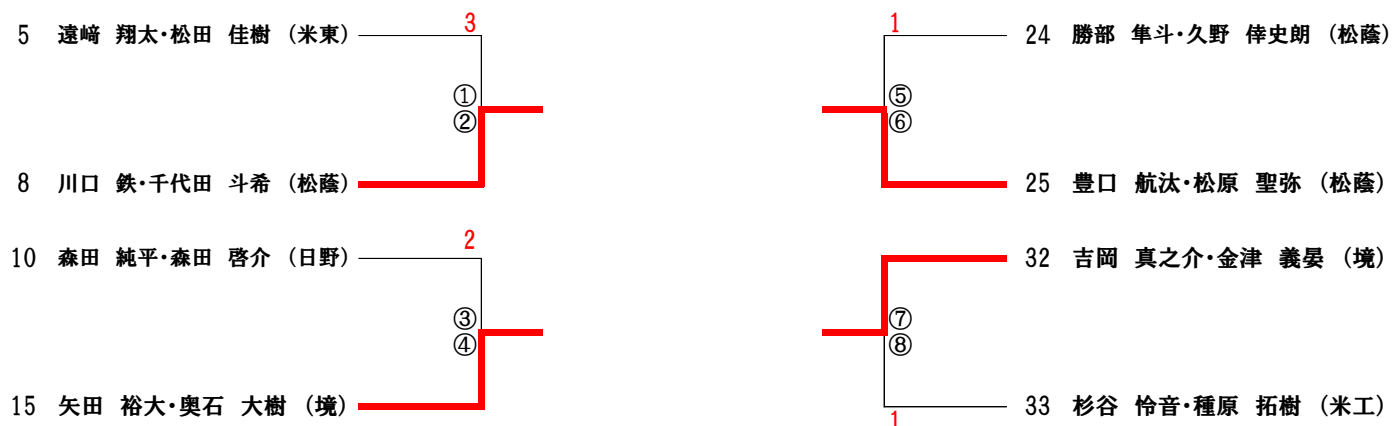 3
5 遠﨑 翔太・松田 佳樹 (米東)
①
②
8 川口 鉄・千代田 斗希 (松蔭)
2
10 森田 純平・森田 啓介 (日野)
③
④
15 矢田 裕大・奥石 大樹 (境)
1
24 勝部 隼斗・久野 倖史朗 (松蔭)
⑤
⑥
25 豊口 航汰・松原 聖弥 (松蔭)
32 吉岡 真之介・金津 義晏 (境)
⑦
⑧
33 杉谷 怜音・種原 拓樹 (米工)
1